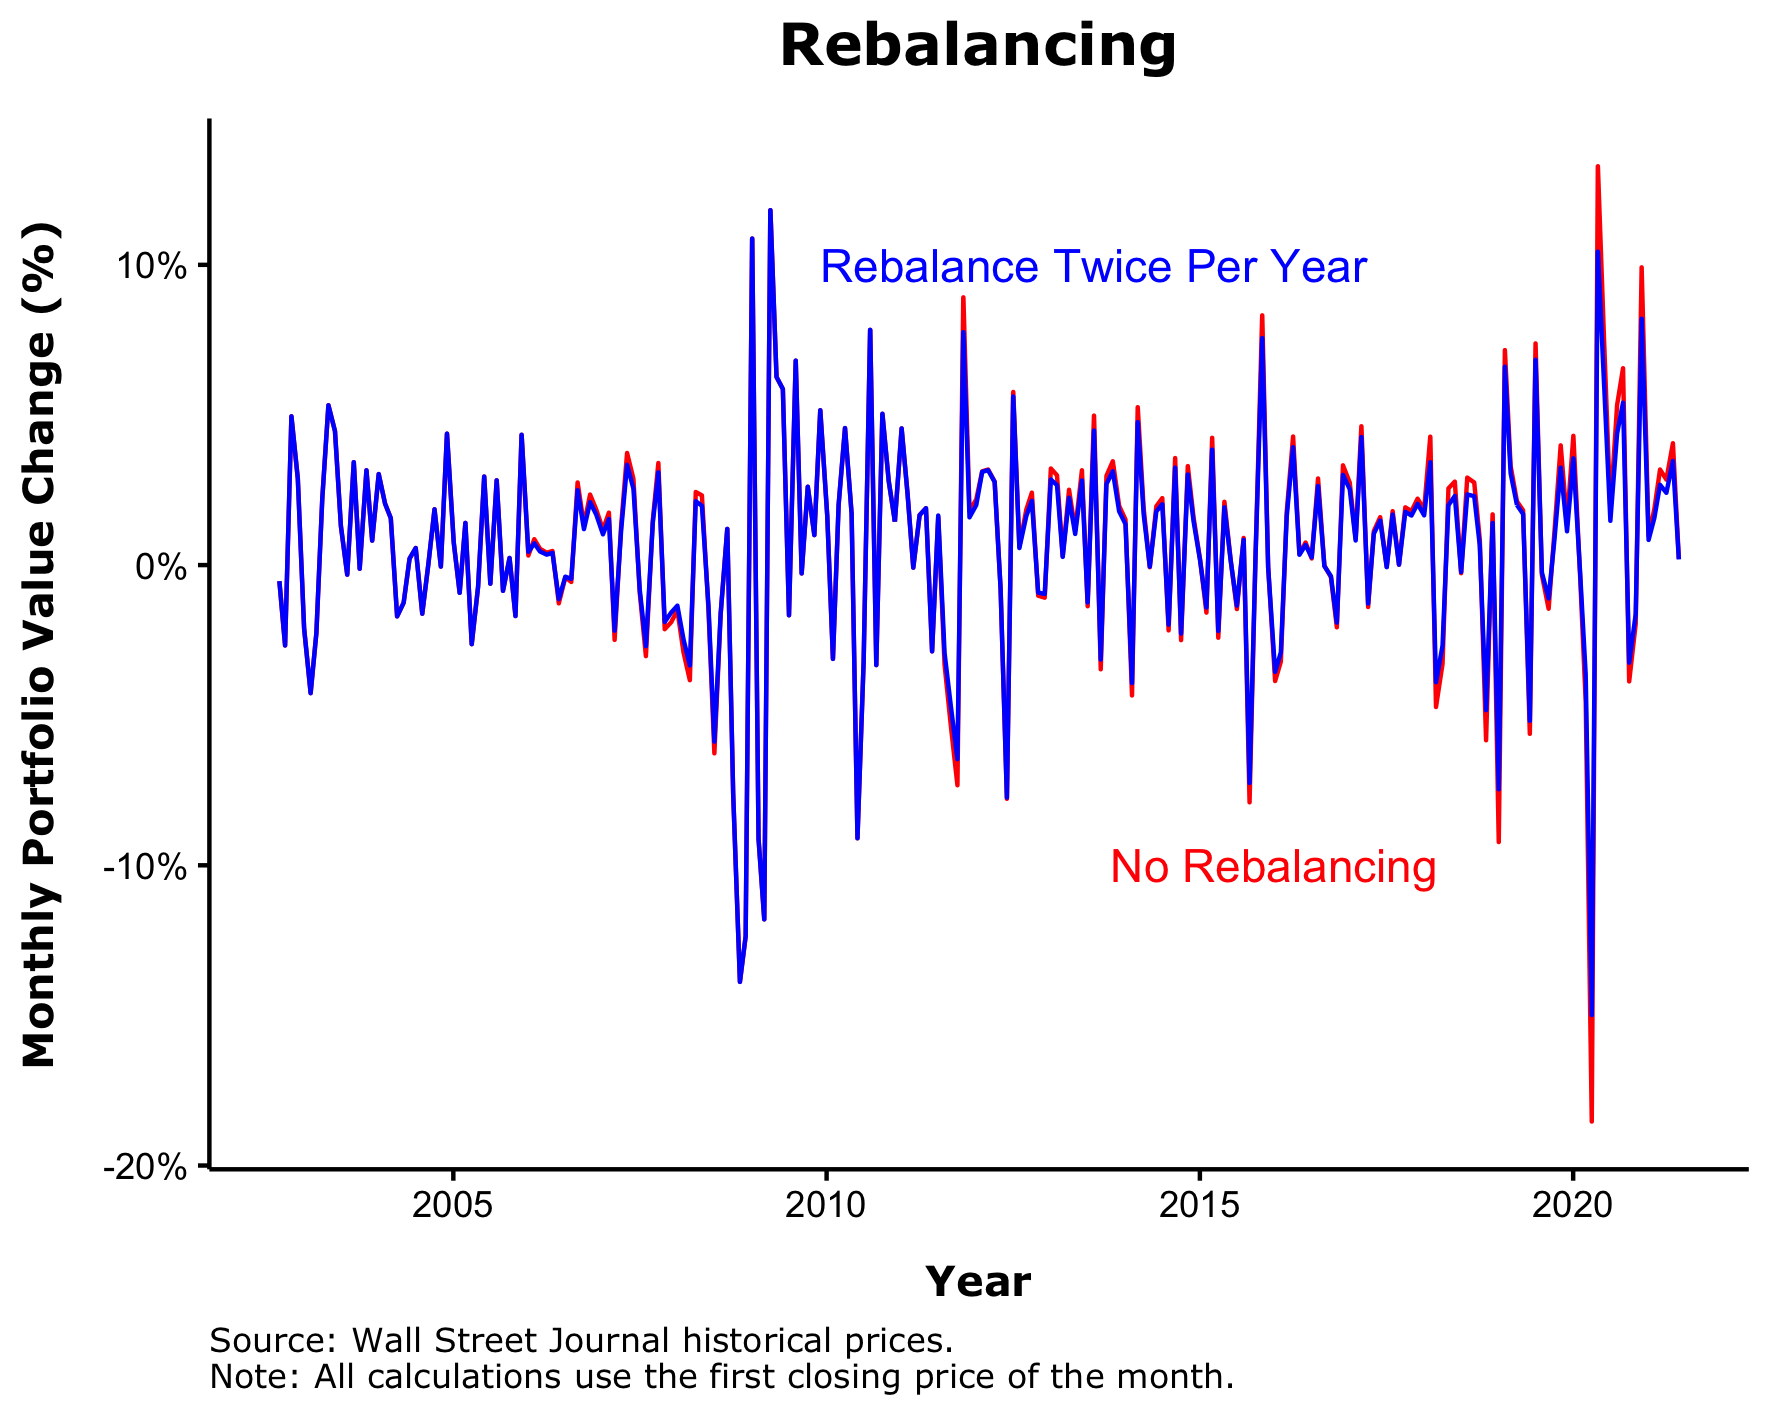 Rebalancing
Monthly Portfolio Value Change (%)
10%
0%
-10%
-20%
Rebalance Twice Per Year
No Rebalancing
2005
2010
2015
2020
Year
Source: Wall Street Journal historical prices.
Note: All calculations use the first closing price of the month.